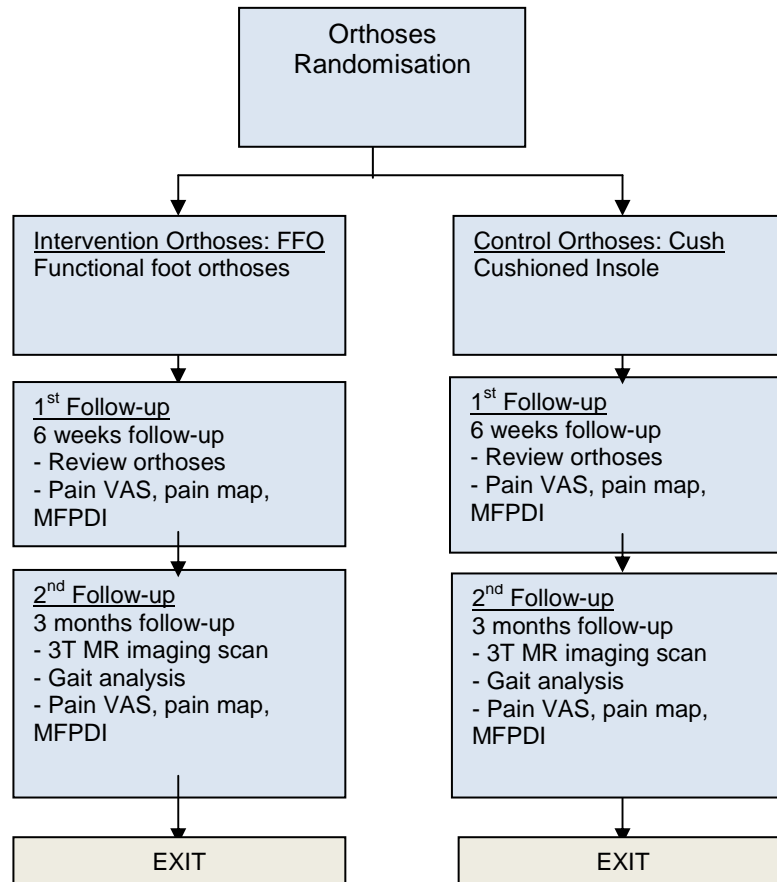 Orthoses
Randomisation
Intervention Orthoses: FFO
Functional foot orthoses
Control Orthoses: Cush
Cushioned Insole
1st Follow-up
6 weeks follow-up
- Review orthoses
- Pain VAS, pain map,
MFPDI
1st Follow-up
6 weeks follow-up
- Review orthoses
- Pain VAS, pain map,
MFPDI
2nd Follow-up
3 months follow-up
- 3T MR imaging scan
- Gait analysis
- Pain VAS, pain map,
MFPDI
2nd Follow-up
3 months follow-up
- 3T MR imaging scan
- Gait analysis
- Pain VAS, pain map,
MFPDI
EXIT
EXIT